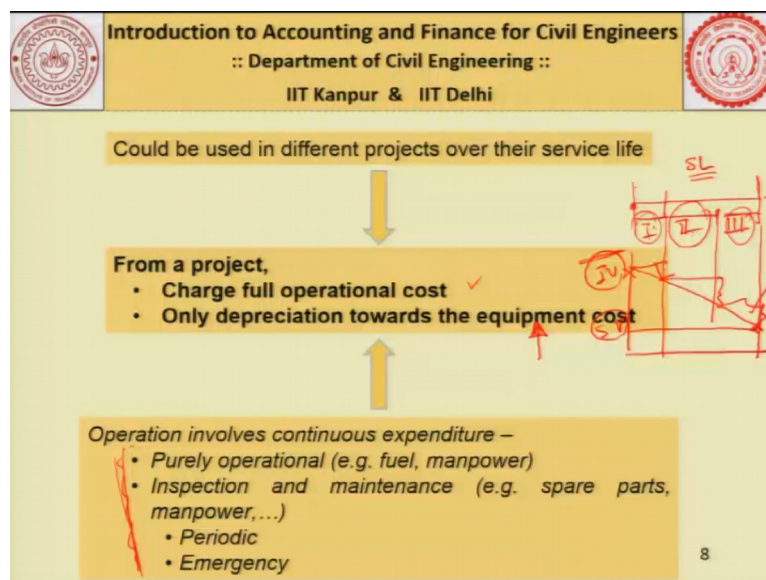 Introduction to Accounting and Finance for Civil Engineers
:: Department of Civil Engineering ::
IIT Kanpur & IIT Delhi
Could be used in different projects over their service life
SL
I
II
III
IV
SV
From a project,
• Charge full operational cost ✓
• Only depreciation towards the equipment cost
Operation involves continuous expenditure –
• Purely operational (e.g. fuel, manpower)
• Inspection and maintenance (e.g. spare parts,
manpower,...)
• Periodic
• Emergency
8